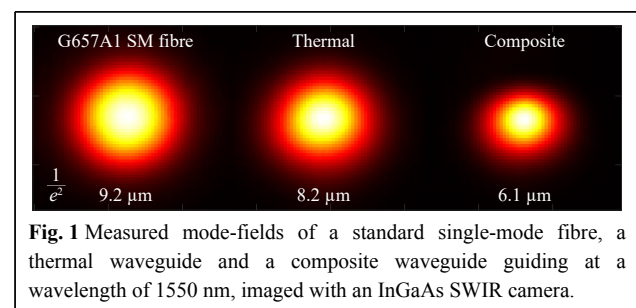 G657A1 SM fibre Thermal Composite
1/e² 9.2 µm 8.2 µm 6.1 µm
Fig. 1 Measured mode-fields of a standard single-mode fibre, a
thermal waveguide and a composite waveguide guiding at a
wavelength of 1550 nm, imaged with an InGaAs SWIR camera.